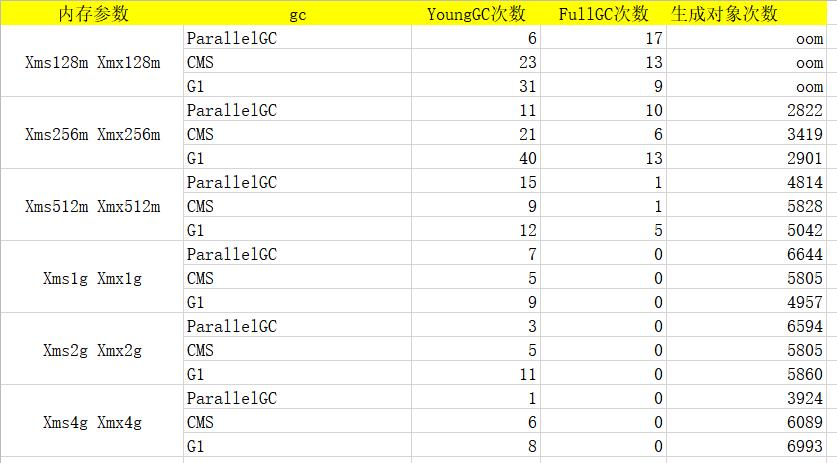 内存参数 gc YoungGC次数 FullGC次数 生成对象次数
Xms128m Xmx128m ParallelGC 6 17 oom
CMS 23 13 oom
G1 31 9 oom
Xms256m Xmx256m ParallelGC 11 10 2822
CMS 21 6 3419
G1 40 13 2901
Xms512m Xmx512m ParallelGC 15 1 4814
CMS 9 1 5828
G1 12 5 5042
Xms1g Xmx1g ParallelGC 7 0 6644
CMS 5 0 5805
G1 9 0 4957
Xms2g Xmx2g ParallelGC 3 0 6594
CMS 5 0 5805
G1 11 0 5860
Xms4g Xmx4g ParallelGC 1 0 3924
CMS 6 0 6089
G1 8 0 6993